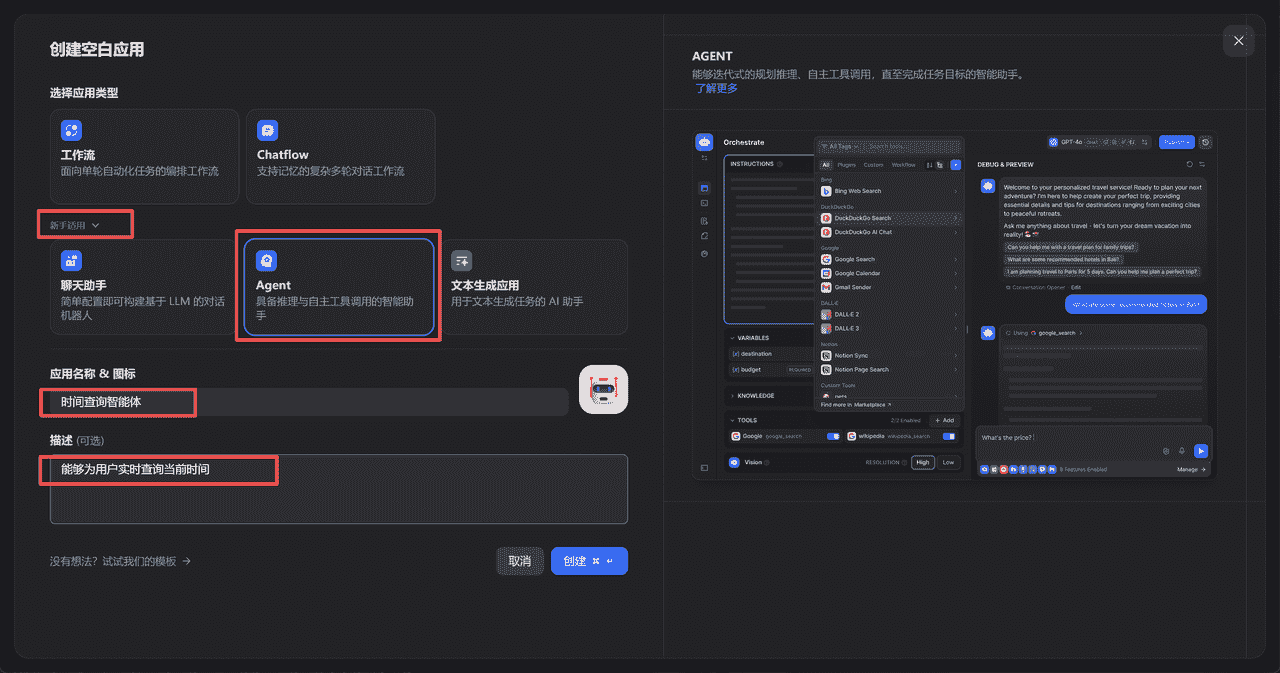 创建空白应用
选择应用类型
工作流
面向单轮自动化任务的编排工作流
Chatflow
支持记忆的复杂多轮对话工作流
新手适用
聊天助手
简单配置即可构建基于 LLM 的对话
机器人
Agent
具备推理与自主工具调用的智能助
手
文本生成应用
用于文本生成任务的 AI 助手
应用名称 & 图标
时间查询智能体
描述 (可选)
能够为用户实时查询当前时间
没有想法？试试我们的模板 →
取消
创建
AGENT
能够迭代式的规划推理、自主工具调用，直至完成任务目标的智能助手。
了解更多
Orchestrate
INSTRUCTIONS
All Tags
Search tools...
All Plugins Custom Workflow
Bing
Bing Web Search
DuckDuckGo
DuckDuckGo Search
DuckDuckGo AI Chat
Google
Google Search
Google Calendar
Gmail Sender
DALL-E
DALL-E 2
DALL-E 3
Notion
Notion Sync
Notion Page Search
Custom Team
Find more in Marketplace
VARIABLES
{x} destination
{x} budget REQUIRED
KNOWLEDGE
TOOLS
2/2 Enabled
+ Add
Google google_search
wikipedia wikipedia_search
Vision
RESOLUTION
High
Low
GPT-4o CHAT
Publish
DEBUG & PREVIEW
Welcome to your personalized travel service! Ready to plan your next
adventure? I'm here to help create your perfect trip, providing
essential details and tips for destinations ranging from exciting cities
to peaceful retreats.
Ask me anything about travel - let's turn your dream vacation into
reality!
Can you help me with a travel plan for family trips?
What are some recommended hotels in Bali?
I am planning travel to Paris for 5 days. Can you help me plan a perfect trip?
Conversation Opener Edit
Using google_search
What's the price?
8 Features Enabled
Manage →